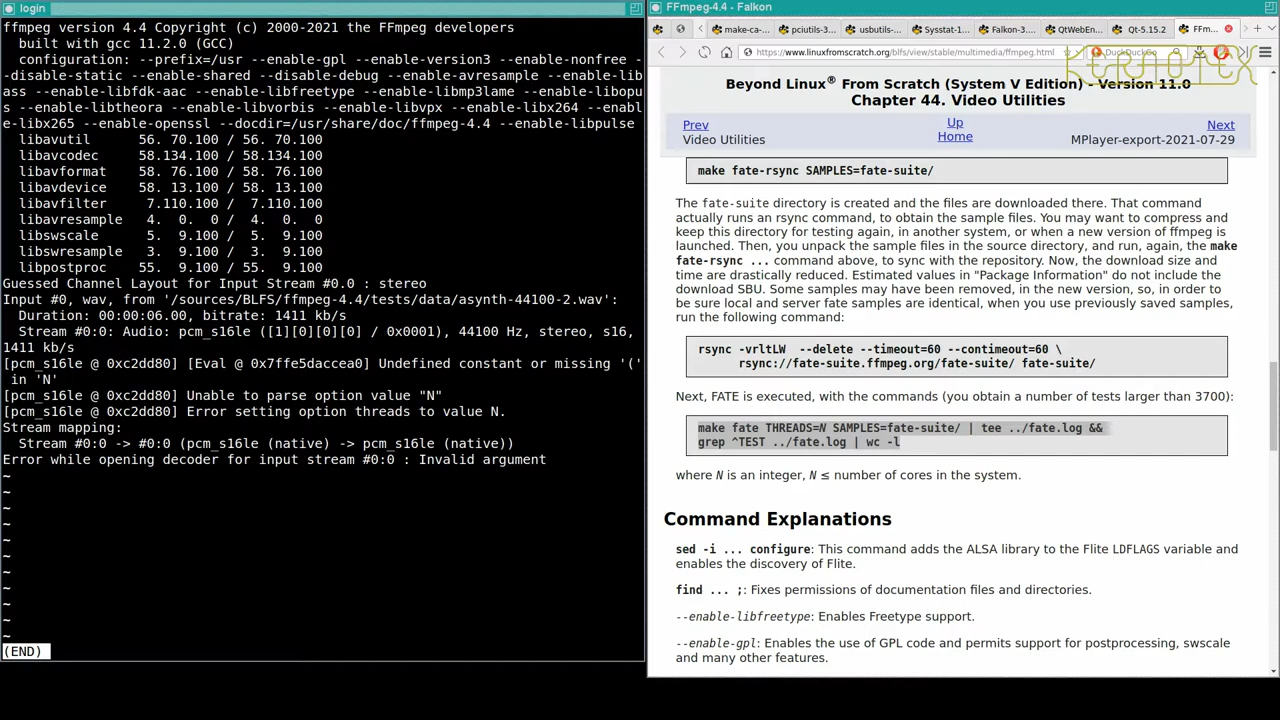 login
ffmpeg version 4.4 Copyright (c) 2000-2021 the FFmpeg developers
  built with gcc 11.2.0 (GCC)
  configuration: --prefix=/usr --enable-gpl --enable-version3 --enable-nonfree -
-disable-static --enable-shared --disable-debug --enable-avresample --enable-lib
ass --enable-libfdk-aac --enable-libfreetype --enable-libmp3lame --enable-libopu
s --enable-libtheora --enable-libvorbis --enable-libvpx --enable-libx264 --enabl
e-libx265 --enable-openssl --docdir=/usr/share/doc/ffmpeg-4.4 --enable-libpulse
  libavutil      56. 70.100 / 56. 70.100
  libavcodec     58.134.100 / 58.134.100
  libavformat    58. 76.100 / 58. 76.100
  libavdevice    58. 13.100 / 58. 13.100
  libavfilter     7.110.100 /  7.110.100
  libavresample   4.  0.  0 /  4.  0.  0
  libswscale      5.  9.100 /  5.  9.100
  libswresample   3.  9.100 /  3.  9.100
  libpostproc    55.  9.100 / 55.  9.100
Guessed Channel Layout for Input Stream #0.0 : stereo
Input #0, wav, from '/sources/BLFS/ffmpeg-4.4/tests/data/asynth-44100-2.wav':
  Duration: 00:00:06.00, bitrate: 1411 kb/s
  Stream #0:0: Audio: pcm_s16le ([1][0][0][0] / 0x0001), 44100 Hz, stereo, s16,
1411 kb/s
[pcm_s16le @ 0xc2dd80] [Eval @ 0x7ffe5daccea0] Undefined constant or missing '('
 in 'N'
[pcm_s16le @ 0xc2dd80] Unable to parse option value "N"
[pcm_s16le @ 0xc2dd80] Error setting option threads to value N.
Stream mapping:
  Stream #0:0 -> #0:0 (pcm_s16le (native) -> pcm_s16le (native))
Error while opening decoder for input stream #0:0 : Invalid argument
~
~
~
~
~
~
~
~
~
~
~
(END)
FFmpeg-4.4 - Falkon
make-ca-... pciutils-3... usbutils-... Sysstat-1... Falkon-3... QtWebEn... Qt-5.15.2 FFm...
https://www.linuxfromscratch.org/blfs/view/stable/multimedia/ffmpeg.html DuckDuckGo
KERNOTEX
Beyond Linux® From Scratch (System V Edition) - Version 11.0
Chapter 44. Video Utilities
Prev Up Next
Video Utilities Home MPlayer-export-2021-07-29
make fate-rsync SAMPLES=fate-suite/
The fate-suite directory is created and the files are downloaded there. That command
actually runs an rsync command, to obtain the sample files. You may want to compress and
keep this directory for testing again, in another system, or when a new version of ffmpeg is
launched. Then, you unpack the sample files in the source directory, and run, again, the make
fate-rsync ... command above, to sync with the repository. Now, the download size and
time are drastically reduced. Estimated values in "Package Information" do not include the
download SBU. Some samples may have been removed, in the new version, so, in order to
be sure local and server fate samples are identical, when you use previously saved samples,
run the following command:
rsync -vrltLW  --delete --timeout=60 --contimeout=60 \
      rsync://fate-suite.ffmpeg.org/fate-suite/ fate-suite/
Next, FATE is executed, with the commands (you obtain a number of tests larger than 3700):
make fate THREADS=N SAMPLES=fate-suite/ | tee ../fate.log &&
grep ^TEST ../fate.log | wc -l
where N is an integer, N ≤ number of cores in the system.
Command Explanations
sed -i ... configure: This command adds the ALSA library to the Flite LDFLAGS variable and
enables the discovery of Flite.
find ... ;: Fixes permissions of documentation files and directories.
--enable-libfreetype: Enables Freetype support.
--enable-gpl: Enables the use of GPL code and permits support for postprocessing, swscale
and many other features.